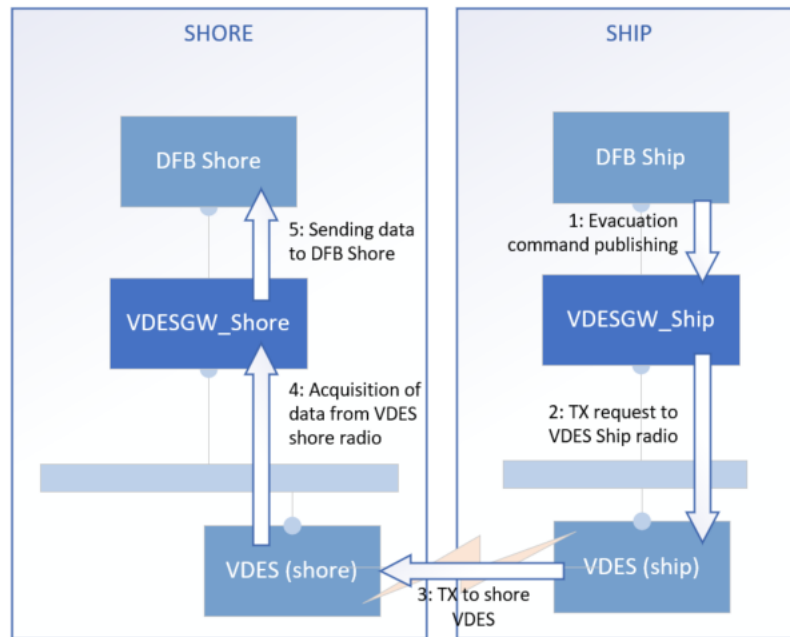 SHORE
SHIP
DFB Shore
DFB Ship
5: Sending data
to DFB Shore
1: Evacuation
command publishing
VDESGW_Shore
VDESGW_Ship
4: Acquisition of
data from VDES
shore radio
2: TX request to
VDES Ship radio
VDES (shore)
VDES (ship)
3: TX to shore
VDES